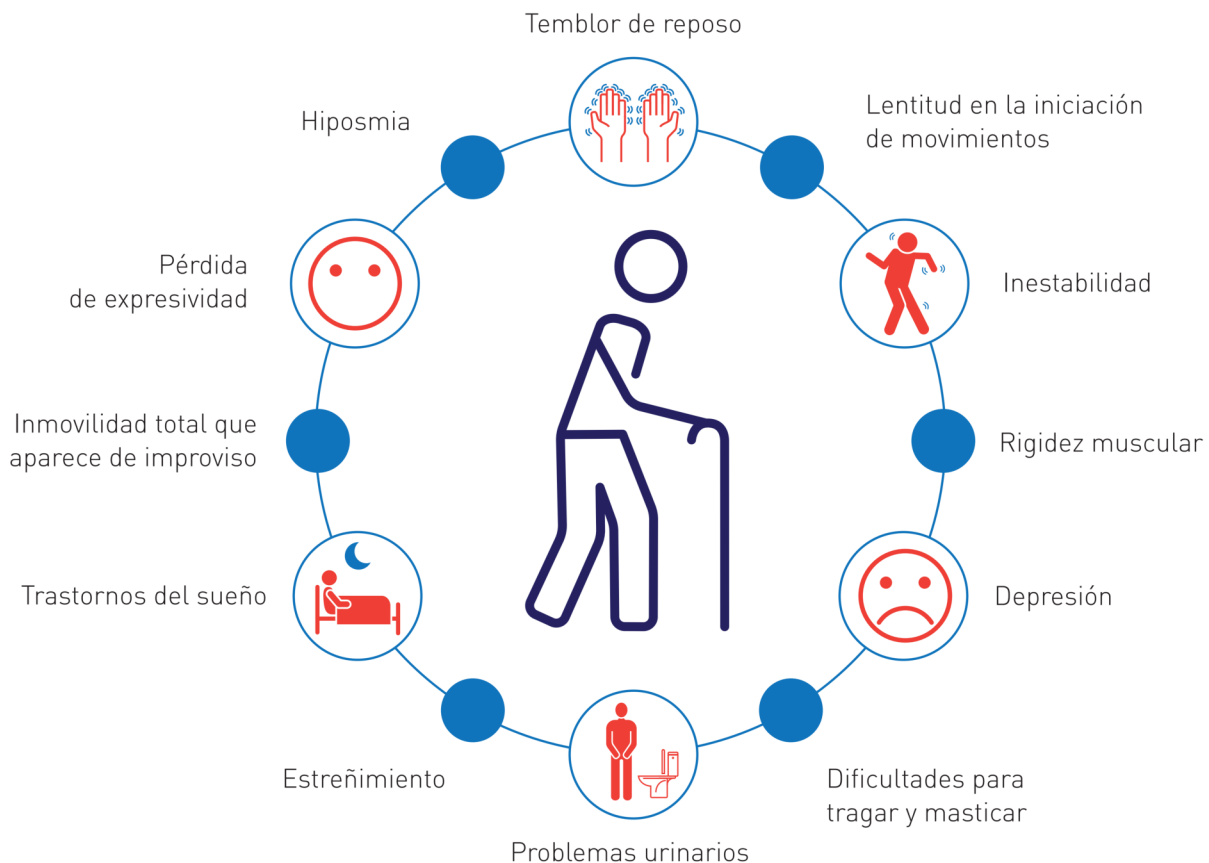 Temblor de reposo
Lentitud en la iniciación
de movimientos
Inestabilidad
Rigidez muscular
Depresión
Dificultades para
tragar y masticar
Problemas urinarios
Estreñimiento
Trastornos del sueño
Inmovilidad total que
aparece de improviso
Pérdida
de expresividad
Hiposmia